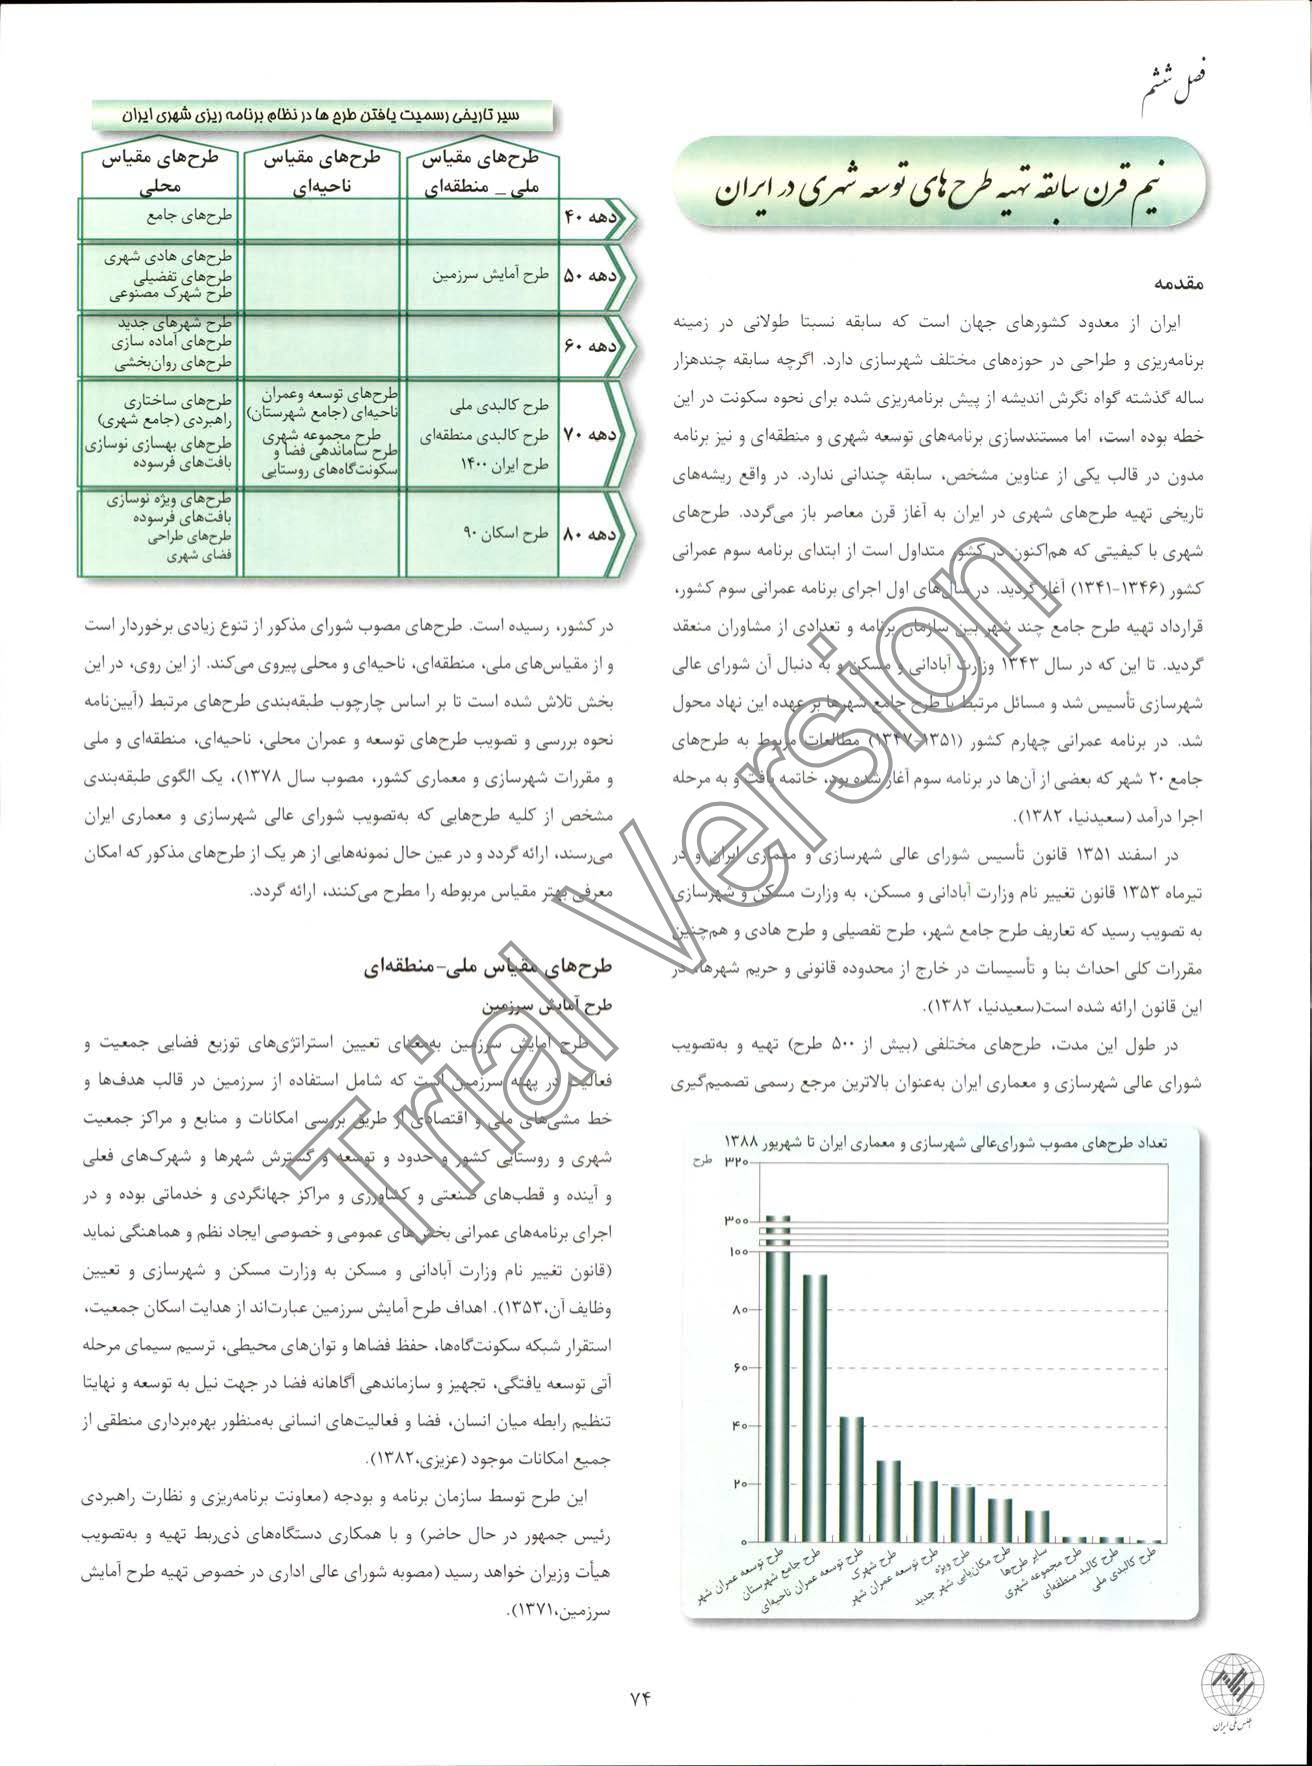 فصل ششم
نیم قرن سابقه تهیه طرح های توسعه شهری در ایران
مقدمه
ایران از معدود کشورهای جهان است که سابقه نسبتا طولانی در زمینه
برنامه‌ریزی و طراحی در حوزه‌های مختلف شهرسازی دارد. اگرچه سابقه چندهزار
ساله گذشته گواه نگرش اندیشه از پیش برنامه‌ریزی شده برای نحوه سکونت در این
خطه بوده است، اما مستندسازی برنامه‌های توسعه شهری و منطقه‌ای و نیز برنامه
مدون در قالب یکی از عناوین مشخص، سابقه چندانی ندارد. در واقع ریشه‌های
تاریخی تهیه طرح‌های شهری در ایران به آغاز قرن معاصر باز می‌گردد. طرح‌های
شهری با کیفیتی که هم‌اکنون در کشور متداول است از ابتدای برنامه سوم عمرانی
کشور (۱۳۴۶-۱۳۴۱) آغاز گردید. در سال‌های اول اجرای برنامه عمرانی سوم کشور،
قرارداد تهیه طرح جامع چند شهر بین سازمان برنامه و تعدادی از مشاوران منعقد
گردید. تا این که در سال ۱۳۴۳ وزارت آبادانی و مسکن و به دنبال آن شورای عالی
شهرسازی تأسیس شد و مسائل مرتبط با طرح جامع شهرها بر عهده این نهاد محول
شد. در برنامه عمرانی چهارم کشور (۱۳۵۱-۱۳۴۷) مطالعات مربوط به طرح‌های
جامع ۲۰ شهر که بعضی از آن‌ها در برنامه سوم آغاز شده بود، خاتمه یافت و به مرحله
اجرا درآمد (سعیدنیا، ۱۳۸۲).
در اسفند ۱۳۵۱ قانون تأسیس شورای عالی شهرسازی و معماری ایران و در
تیرماه ۱۳۵۳ قانون تغییر نام وزارت آبادانی و مسکن، به وزارت مسکن و شهرسازی
به تصویب رسید که تعاریف طرح جامع شهر، طرح تفصیلی و طرح هادی و هم‌چنین
مقررات کلی احداث بنا و تأسیسات در خارج از محدوده قانونی و حریم شهرها، در
این قانون ارائه شده است(سعیدنیا، ۱۳۸۲).
در طول این مدت، طرح‌های مختلفی (بیش از ۵۰۰ طرح) تهیه و به‌تصویب
شورای عالی شهرسازی و معماری ایران به‌عنوان بالاترین مرجع رسمی تصمیم‌گیری
تعداد طرح‌های مصوب شورای‌عالی شهرسازی و معماری ایران تا شهریور ۱۳۸۸
طرح
۳۲۰
۳۰۰
۱۰۰
۸۰
۶۰
۴۰
۲۰
۰
طرح توسعه عمران شهر
طرح جامع شهرستان
طرح توسعه عمران ناحیه‌ای
طرح شهرک
طرح توسعه عمران شهر
طرح ویژه
طرح مکان‌یابی شهر جدید
سایر طرح‌ها
طرح مجموعه شهری
طرح کالبد منطقه‌ای
طرح کالبدی ملی
سیر تاریخی رسمیت یافتن طرح ها در نظام برنامه ریزی شهری ایران
طرح‌های مقیاس ملی _ منطقه‌ای
طرح‌های مقیاس ناحیه‌ای
طرح‌های مقیاس محلی
دهه ۴۰
طرح‌های جامع
دهه ۵۰
طرح آمایش سرزمین
طرح‌های هادی شهری
طرح‌های تفضیلی
طرح شهرک مصنوعی
دهه ۶۰
طرح شهرهای جدید
طرح‌های آماده سازی
طرح‌های روان‌بخشی
دهه ۷۰
طرح کالبدی ملی
طرح کالبدی منطقه‌ای
طرح ایران ۱۴۰۰
طرح‌های توسعه وعمران
ناحیه‌ای (جامع شهرستان)
طرح مجموعه شهری
طرح ساماندهی فضا و
سکونت‌گاه‌های روستایی
طرح‌های ساختاری
راهبردی (جامع شهری)
طرح‌های بهسازی نوسازی
بافت‌های فرسوده
دهه ۸۰
طرح اسکان ۹۰
طرح‌های ویژه نوسازی
بافت‌های فرسوده
طرح‌های طراحی
فضای شهری
در کشور، رسیده است. طرح‌های مصوب شورای مذکور از تنوع زیادی برخوردار است
و از مقیاس‌های ملی، منطقه‌ای، ناحیه‌ای و محلی پیروی می‌کند. از این روی، در این
بخش تلاش شده است تا بر اساس چارچوب طبقه‌بندی طرح‌های مرتبط (آیین‌نامه
نحوه بررسی و تصویب طرح‌های توسعه و عمران محلی، ناحیه‌ای، منطقه‌ای و ملی
و مقررات شهرسازی و معماری کشور، مصوب سال ۱۳۷۸)، یک الگوی طبقه‌بندی
مشخص از کلیه طرح‌هایی که به‌تصویب شورای عالی شهرسازی و معماری ایران
می‌رسند، ارائه گردد و در عین حال نمونه‌هایی از هر یک از طرح‌های مذکور که امکان
معرفی بهتر مقیاس مربوطه را مطرح می‌کنند، ارائه گردد.
طرح‌های مقیاس ملی-منطقه‌ای
طرح آمایش سرزمین
طرح آمایش سرزمین به‌معنای تعیین استراتژی‌های توزیع فضایی جمعیت و
فعالیت در پهنه سرزمین است که شامل استفاده از سرزمین در قالب هدف‌ها و
خط مشی‌های ملی و اقتصادی از طریق بررسی امکانات و منابع و مراکز جمعیت
شهری و روستایی کشور و حدود و توسعه و گسترش شهرها و شهرک‌های فعلی
و آینده و قطب‌های صنعتی و کشاورزی و مراکز جهانگردی و خدماتی بوده و در
اجرای برنامه‌های عمرانی بخش‌های عمومی و خصوصی ایجاد نظم و هماهنگی نماید
(قانون تغییر نام وزارت آبادانی و مسکن به وزارت مسکن و شهرسازی و تعیین
وظایف آن،۱۳۵۳). اهداف طرح آمایش سرزمین عبارت‌اند از هدایت اسکان جمعیت،
استقرار شبکه سکونت‌گاه‌ها، حفظ فضاها و توان‌های محیطی، ترسیم سیمای مرحله
آتی توسعه یافتگی، تجهیز و سازماندهی آگاهانه فضا در جهت نیل به توسعه و نهایتا
تنظیم رابطه میان انسان، فضا و فعالیت‌های انسانی به‌منظور بهره‌برداری منطقی از
جمیع امکانات موجود (عزیزی،۱۳۸۲).
این طرح توسط سازمان برنامه و بودجه (معاونت برنامه‌ریزی و نظارت راهبردی
رئیس جمهور در حال حاضر) و با همکاری دستگاه‌های ذی‌ربط تهیه و به‌تصویب
هیأت وزیران خواهد رسید (مصوبه شورای عالی اداری در خصوص تهیه طرح آمایش
سرزمین،۱۳۷۱).
Trial Version
۷۴
اطلس ملی ایران